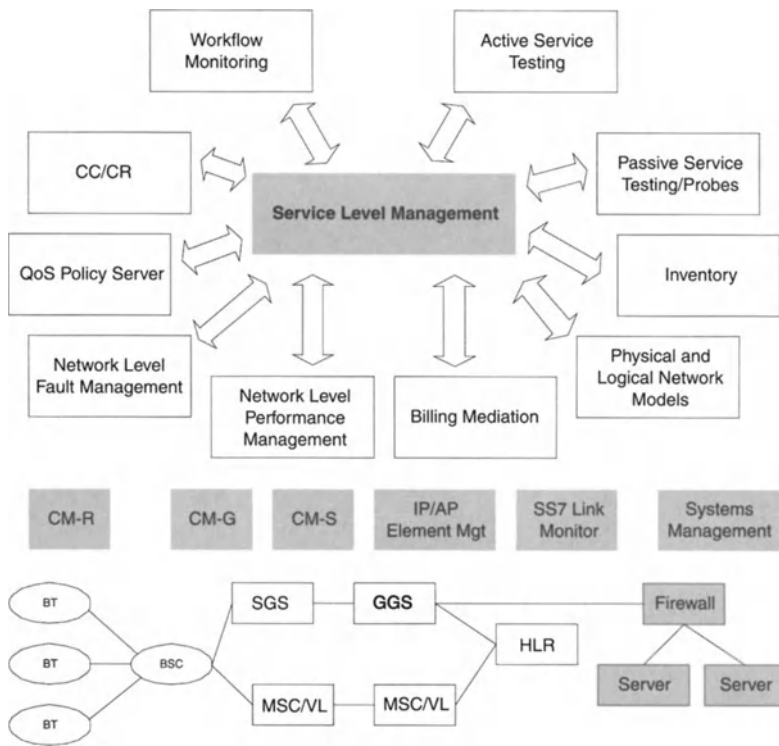 Workflow
Monitoring
Active Service
Testing
CC/CR
Passive Service
Testing/Probes
Service Level Management
QoS Policy Server
Inventory
Network Level
Fault Management
Physical and
Logical Network
Models
Network Level
Performance
Management
Billing Mediation
CM-R
CM-G
CM-S
IP/AP
Element Mgt
SS7 Link
Monitor
Systems
Management
BT
SGS
GGS
Firewall
BT
BSC
HLR
Server
Server
MSC/VL
MSC/VL
BT